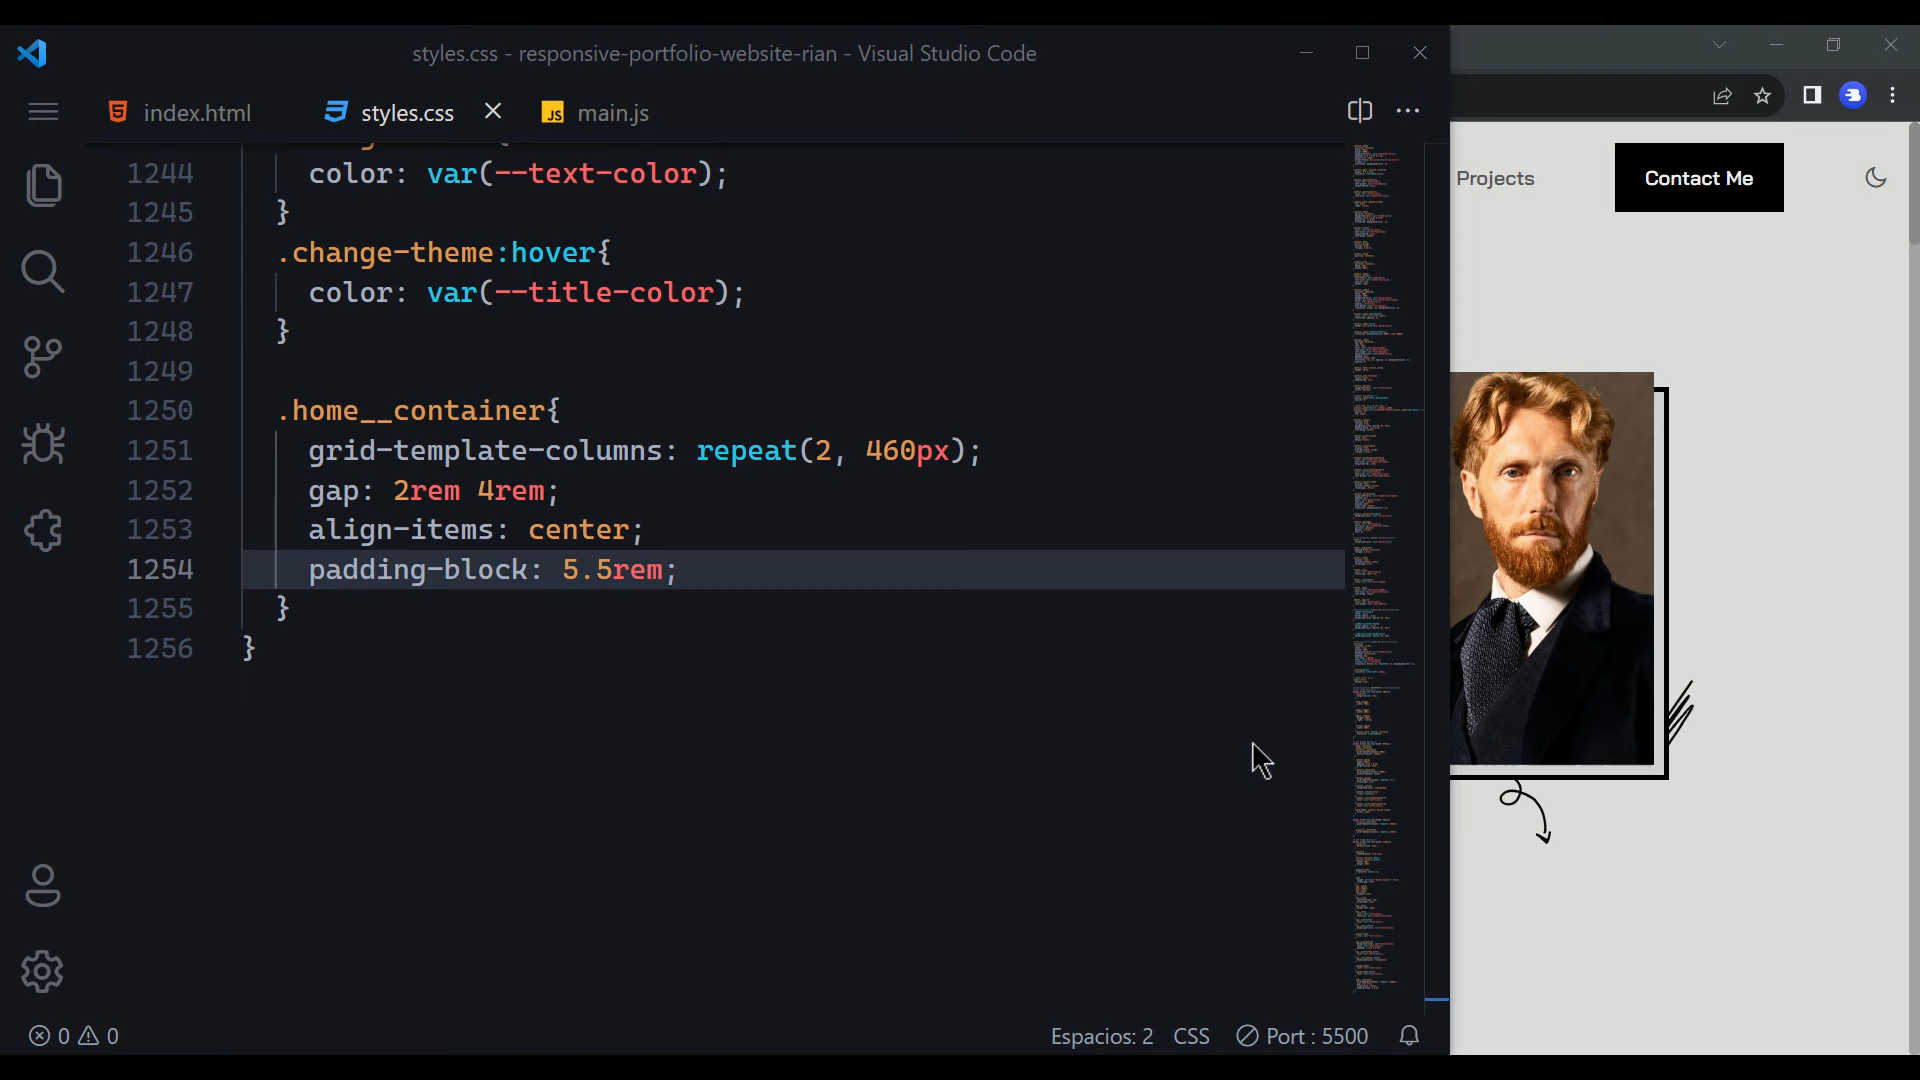 styles.css - responsive-portfolio-website-rian - Visual Studio Code
index.html
styles.css
JS main.js
1244 color: var(--text-color);
1245 }
1246 .change-theme:hover{
1247 color: var(--title-color);
1248 }
1249
1250 .home__container{
1251 grid-template-columns: repeat(2, 460px);
1252 gap: 2rem 4rem;
1253 align-items: center;
1254 padding-block: 5.5rem;
1255 }
1256 }
Projects
Contact Me
0 0
Espacios: 2 CSS Port : 5500